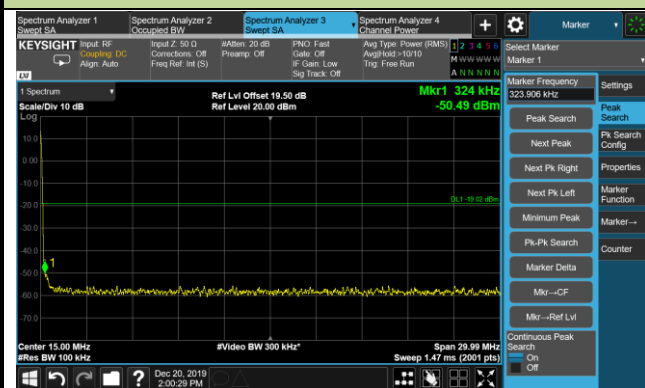 Spectrum Analyzer 1
Swept SA
Spectrum Analyzer 2
Occupied BW
Spectrum Analyzer 3
Swept SA
Spectrum Analyzer 4
Channel Power
+
Marker
KEYSIGHT
Input: RF
Coupling: DC
Align: Auto
Input Z: 50 Ω
Corrections: Off
Freq Ref: Int (S)
#Atten: 20 dB
Preamp: Off
PNO: Fast
Gate: Off
IF Gain: Low
Sig Track: Off
Avg Type: Power (RMS)
Avg|Hold:>10/10
Trig: Free Run
1 2 3 4 5 6
M W W W W W
A N N N N N
LXI
Select Marker
Marker 1
1 Spectrum
Scale/Div 10 dB
Log
Ref Lvl Offset 19.50 dB
Ref Level 20.00 dBm
Mkr1 324 kHz
-50.49 dBm
10.0
0.00
-10.0
-20.0
-30.0
-40.0
-50.0
-60.0
-70.0
DL1 -19.02 dBm
1
Center 15.00 MHz
#Res BW 100 kHz
#Video BW 300 kHz*
Span 29.99 MHz
Sweep 1.47 ms (2001 pts)
Marker Frequency
323.906 kHz
Peak Search
Next Peak
Next Pk Right
Next Pk Left
Minimum Peak
Pk-Pk Search
Marker Delta
Mkr→CF
Mkr→Ref Lvl
Continuous Peak
Search
On
Off
Settings
Peak
Search
Pk Search
Config
Properties
Marker
Function
Marker→
Counter
?
Dec 20, 2019
2:00:29 PM